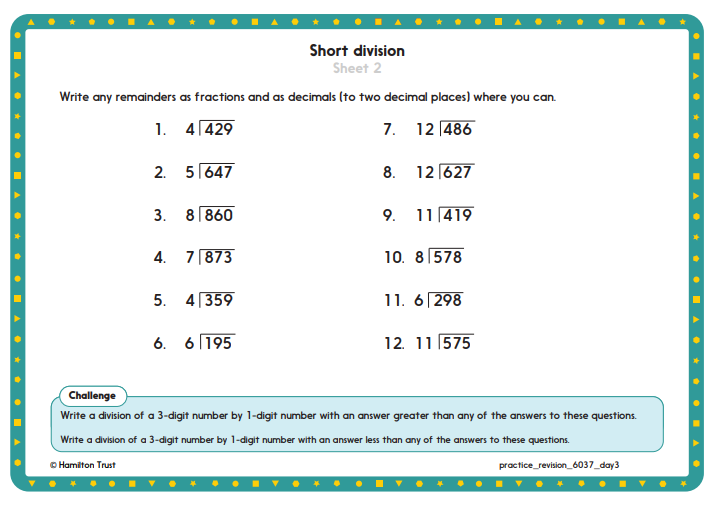 Short division
Sheet 2
Write any remainders as fractions and as decimals (to two decimal places) where you can.
1. 4 429
2. 5 647
3. 8 860
4. 7 873
5. 4 359
6. 6 195
7. 12 486
8. 12 627
9. 11 419
10. 8 578
11. 6 298
12. 11 575
Challenge
Write a division of a 3-digit number by 1-digit number with an answer greater than any of the answers to these questions.
Write a division of a 3-digit number by 1-digit number with an answer less than any of the answers to these questions.
© Hamilton Trust
practice_revision_6037_day3